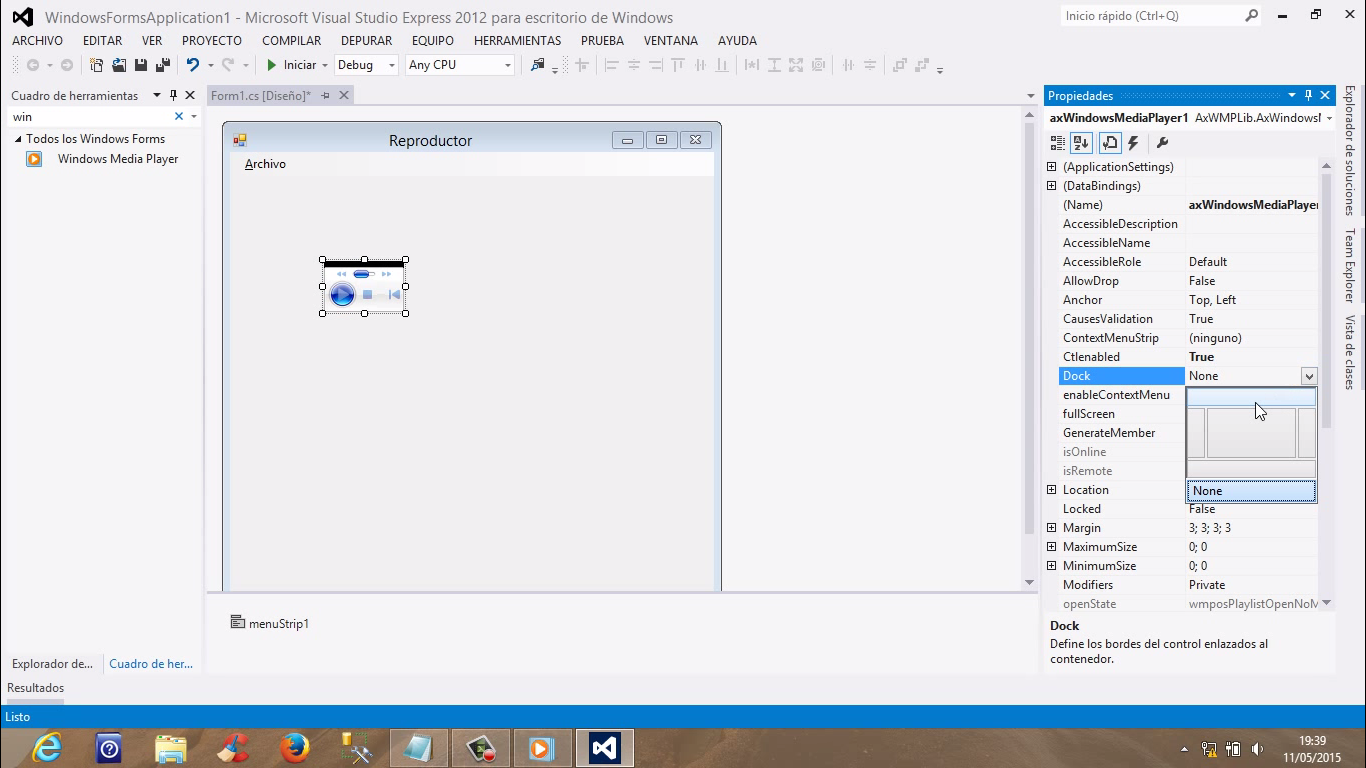 WindowsFormsApplication1 - Microsoft Visual Studio Express 2012 para escritorio de Windows
Inicio rápido (Ctrl+Q)
ARCHIVO EDITAR VER PROYECTO COMPILAR DEPURAR EQUIPO HERRAMIENTAS PRUEBA VENTANA AYUDA
Iniciar Debug Any CPU
Cuadro de herramientas
win
Todos los Windows Forms
Windows Media Player
Form1.cs [Diseño]*
Reproductor
Archivo
menuStrip1
Propiedades
axWindowsMediaPlayer1 AxWMPLib.AxWindowsM
(ApplicationSettings)
(DataBindings)
(Name) axWindowsMediaPlayer
AccessibleDescription
AccessibleName
AccessibleRole Default
AllowDrop False
Anchor Top, Left
CausesValidation True
ContextMenuStrip (ninguno)
Ctlenabled True
Dock None
enableContextMenu
fullScreen
GenerateMember
isOnline
isRemote
None
Location
Locked False
Margin 3; 3; 3; 3
MaximumSize 0; 0
MinimumSize 0; 0
Modifiers Private
openState wmposPlaylistOpenNoM
Dock
Define los bordes del control enlazados al
contenedor.
Explorador de soluciones
Team Explorer
Vista de clases
Explorador de... Cuadro de her...
Resultados
Listo
19:39
11/05/2015